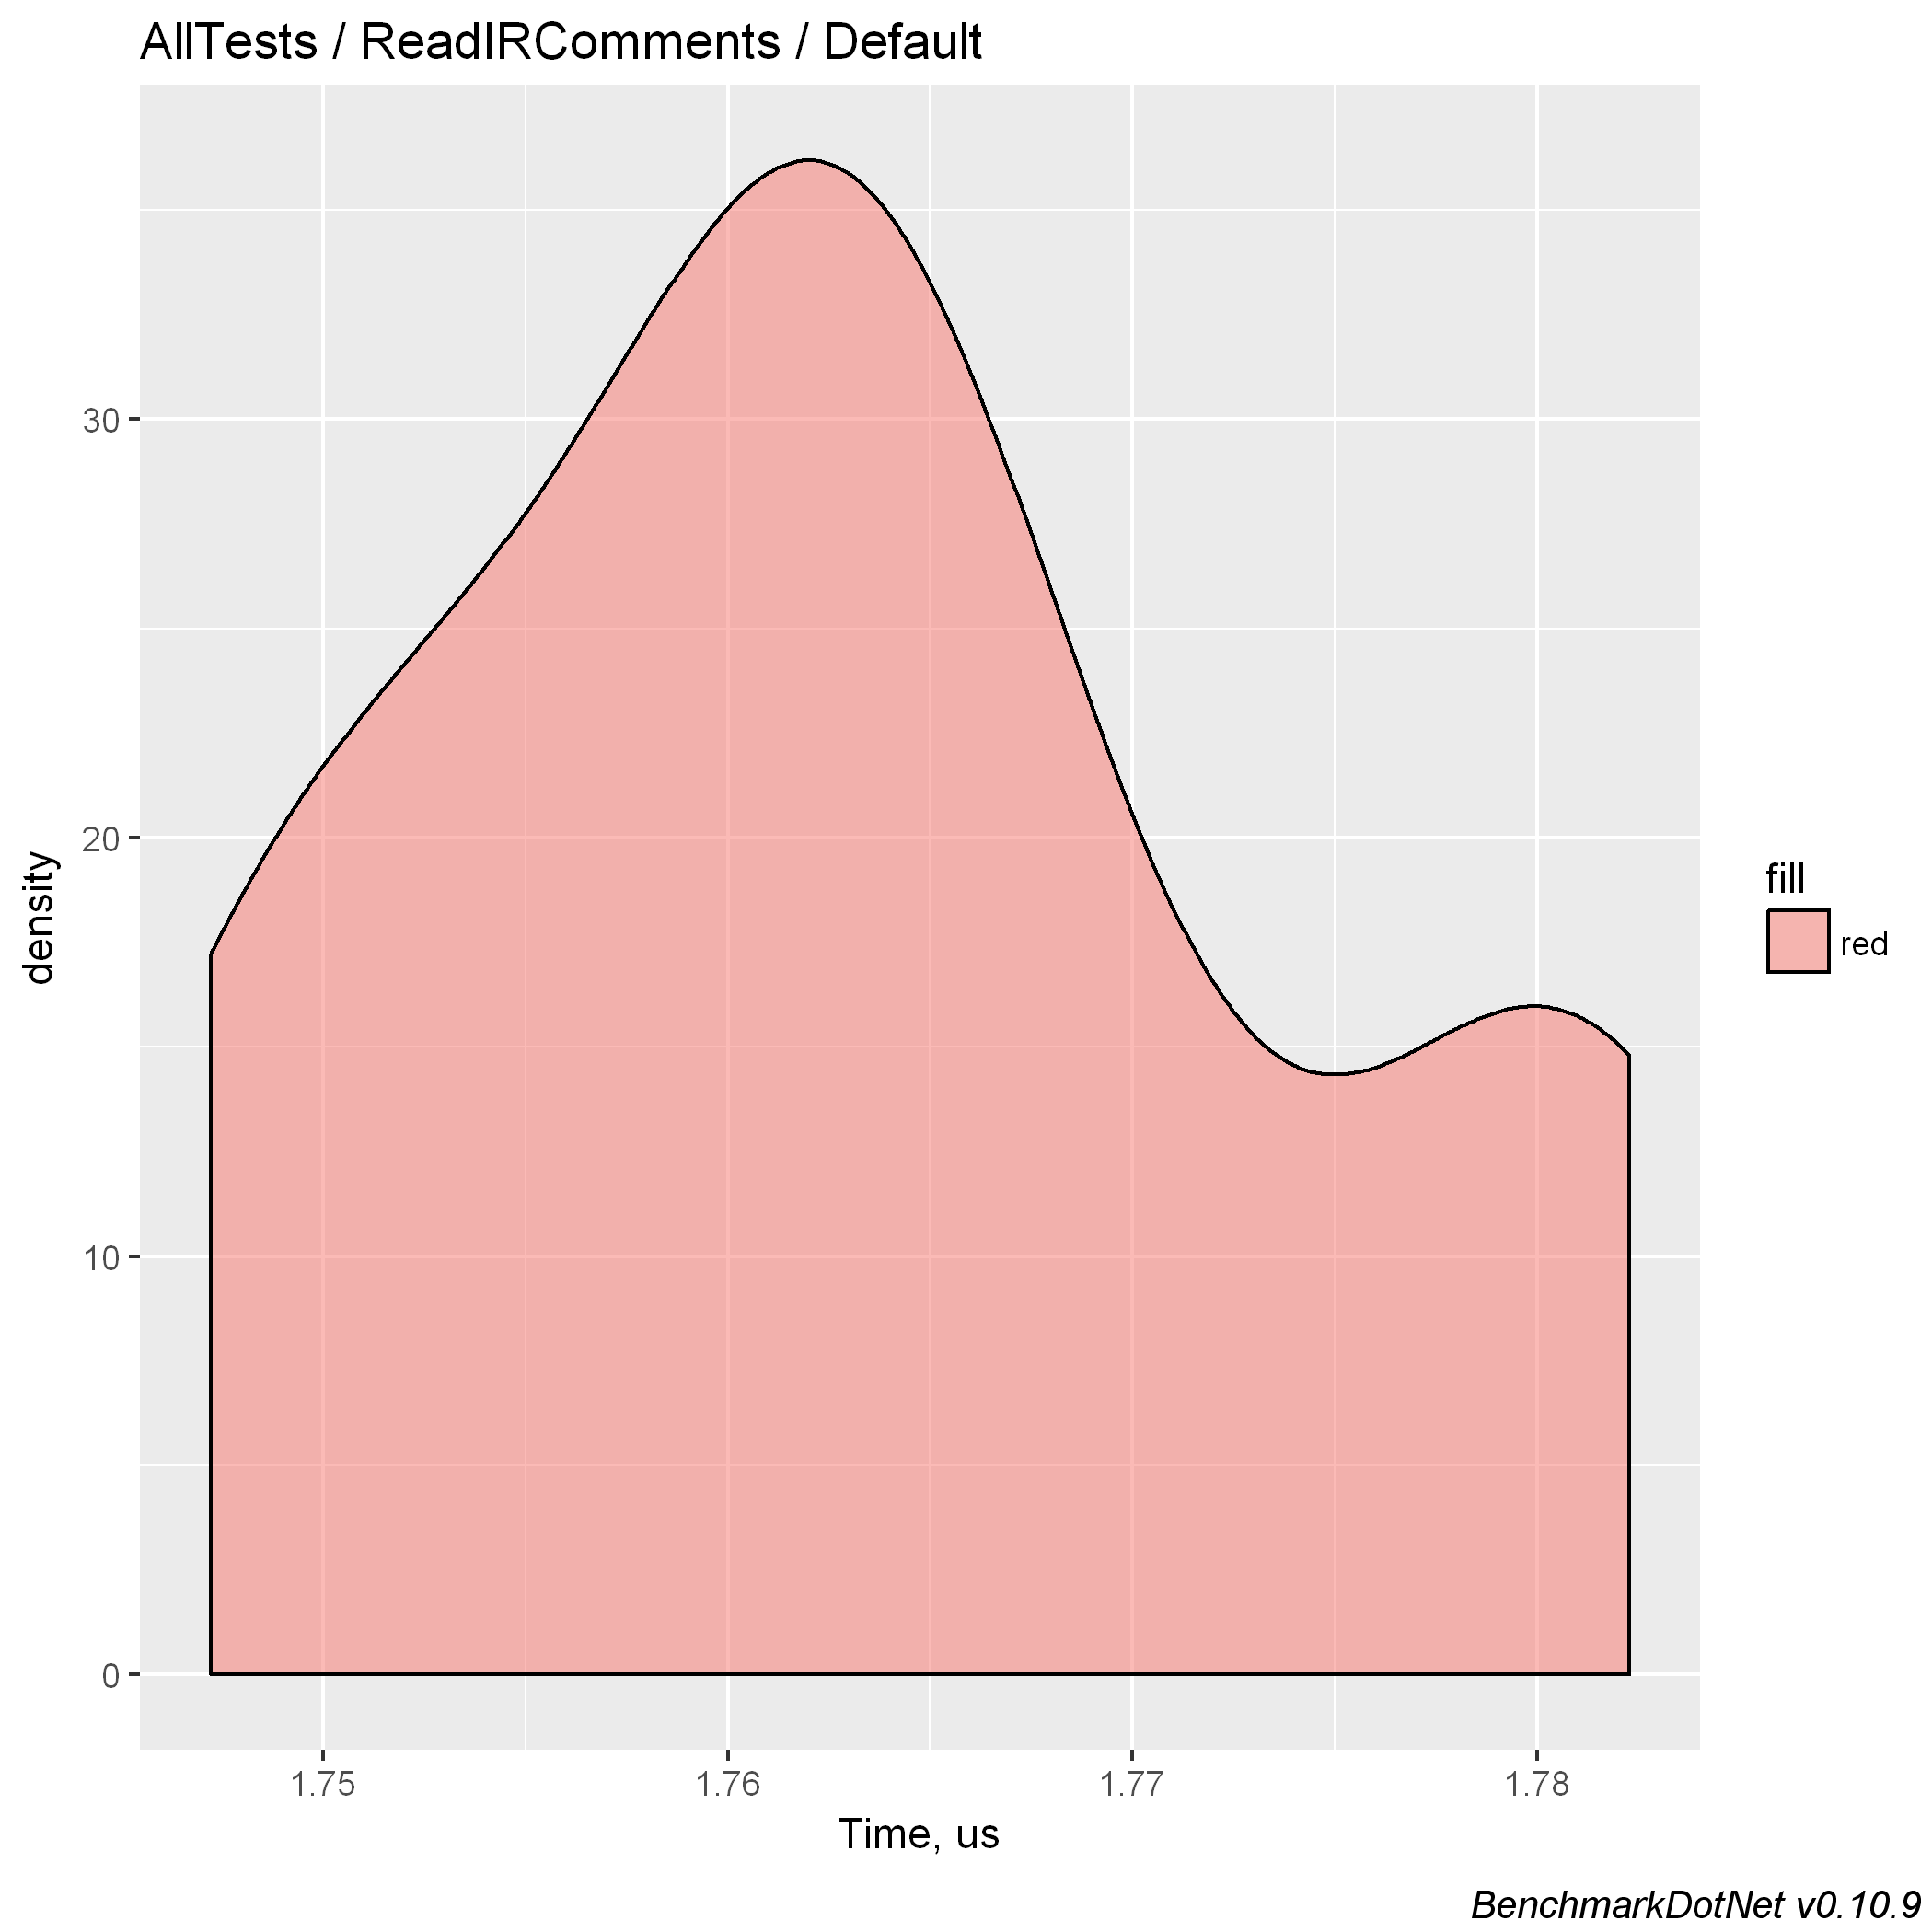 AllTests / ReadIRComments / Default
density
30
20
10
0
1.75 1.76 1.77 1.78
Time, us
fill
red
BenchmarkDotNet v0.10.9